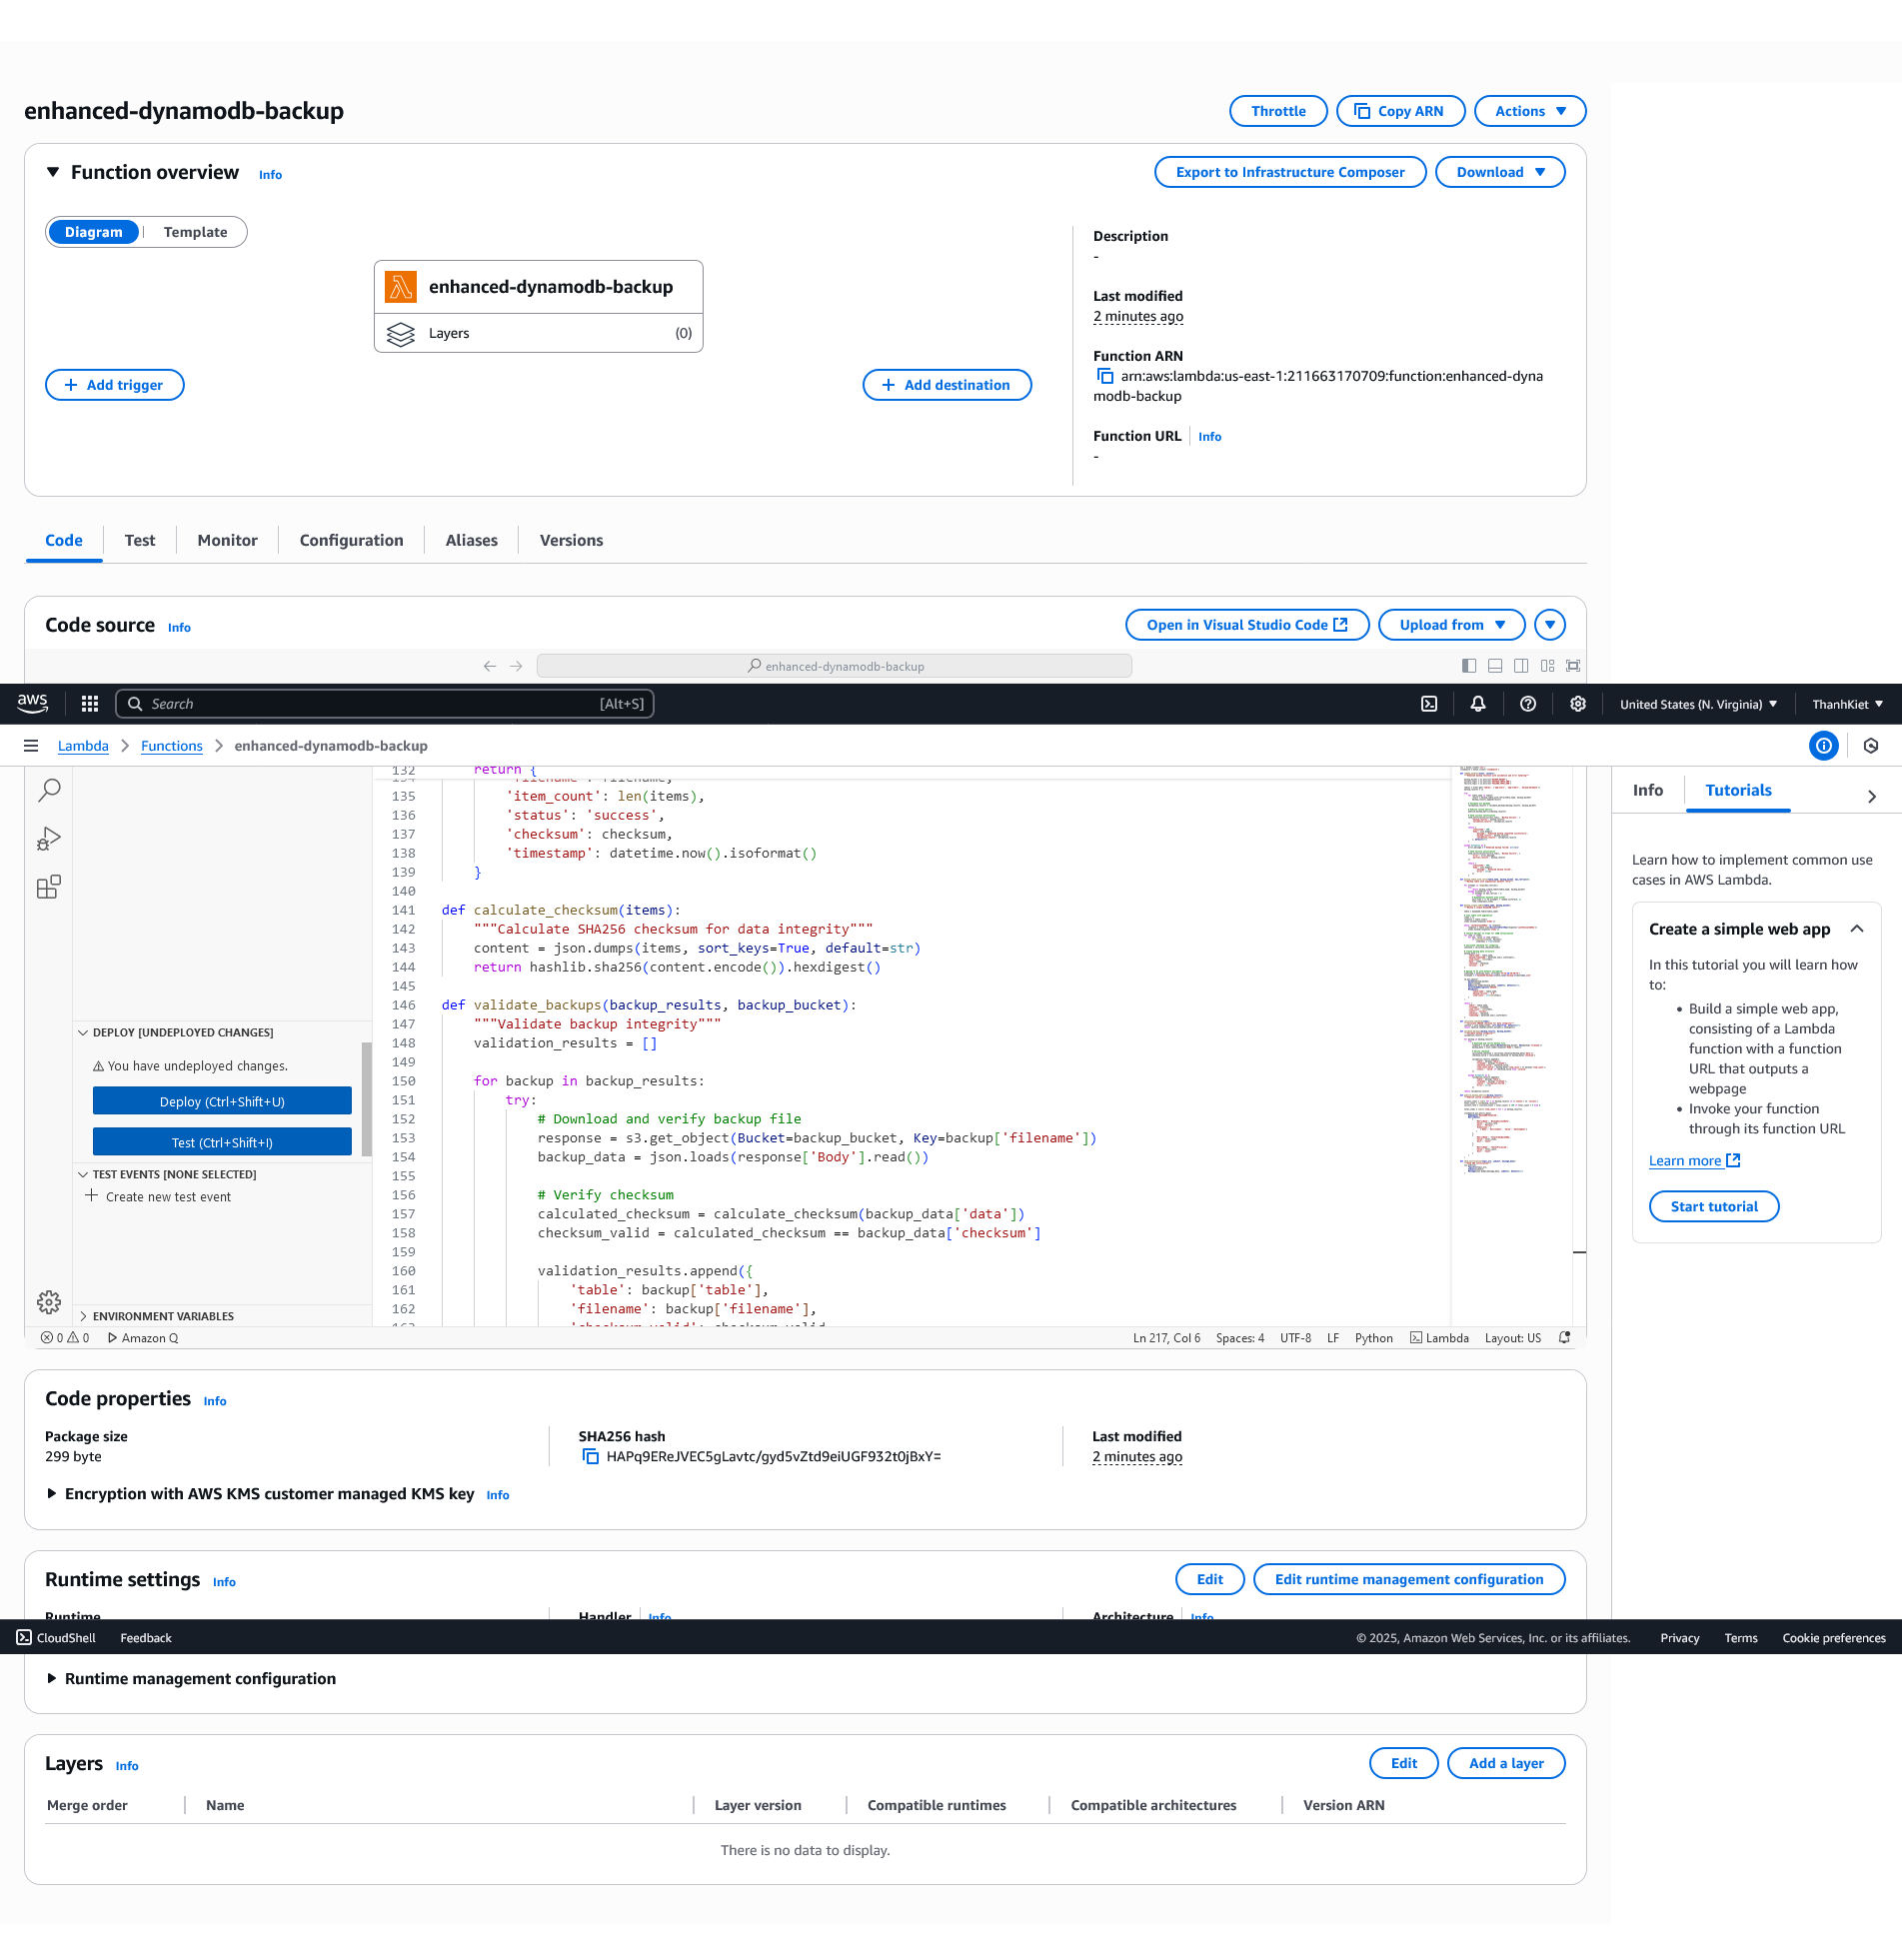 enhanced-dynamodb-backup
Throttle
Copy ARN
Actions
Function overview
Info
Export to Infrastructure Composer
Download
Diagram
Template
enhanced-dynamodb-backup
Layers
(0)
Add trigger
Add destination
Description
-
Last modified
2 minutes ago
Function ARN
arn:aws:lambda:us-east-1:211663170709:function:enhanced-dyna
modb-backup
Function URL
Info
-
Code
Test
Monitor
Configuration
Aliases
Versions
Code source
Info
Open in Visual Studio Code
Upload from
enhanced-dynamodb-backup
aws
Search
[Alt+S]
United States (N. Virginia)
ThanhKiet
Lambda
Functions
enhanced-dynamodb-backup
132 return {
135 'item_count': len(items),
136 'status': 'success',
137 'checksum': checksum,
138 'timestamp': datetime.now().isoformat()
139 }
140
141 def calculate_checksum(items):
142 """Calculate SHA256 checksum for data integrity"""
143 content = json.dumps(items, sort_keys=True, default=str)
144 return hashlib.sha256(content.encode()).hexdigest()
145
146 def validate_backups(backup_results, backup_bucket):
147 """Validate backup integrity"""
148 validation_results = []
149
150 for backup in backup_results:
151 try:
152 # Download and verify backup file
153 response = s3.get_object(Bucket=backup_bucket, Key=backup['filename'])
154 backup_data = json.loads(response['Body'].read())
155
156 # Verify checksum
157 calculated_checksum = calculate_checksum(backup_data['data'])
158 checksum_valid = calculated_checksum == backup_data['checksum']
159
160 validation_results.append({
161 'table': backup['table'],
162 'filename': backup['filename'],
DEPLOY [UNDEPLOYED CHANGES]
You have undeployed changes.
Deploy (Ctrl+Shift+U)
Test (Ctrl+Shift+I)
TEST EVENTS [NONE SELECTED]
Create new test event
ENVIRONMENT VARIABLES
0 0 Amazon Q
Ln 217, Col 6 Spaces: 4 UTF-8 LF Python Lambda Layout: US
Info
Tutorials
Learn how to implement common use
cases in AWS Lambda.
Create a simple web app
In this tutorial you will learn how
to:
• Build a simple web app,
consisting of a Lambda
function with a function
URL that outputs a
webpage
• Invoke your function
through its function URL
Learn more
Start tutorial
Code properties
Info
Package size
299 byte
SHA256 hash
HAPq9EReJVEC5gLavtc/gyd5vZtd9eiUGF932t0jBxY=
Last modified
2 minutes ago
Encryption with AWS KMS customer managed KMS key
Info
Runtime settings
Info
Edit
Edit runtime management configuration
Runtime
Handler
Info
Architecture
Info
CloudShell
Feedback
© 2025, Amazon Web Services, Inc. or its affiliates.
Privacy
Terms
Cookie preferences
Runtime management configuration
Layers
Info
Edit
Add a layer
Merge order
Name
Layer version
Compatible runtimes
Compatible architectures
Version ARN
There is no data to display.